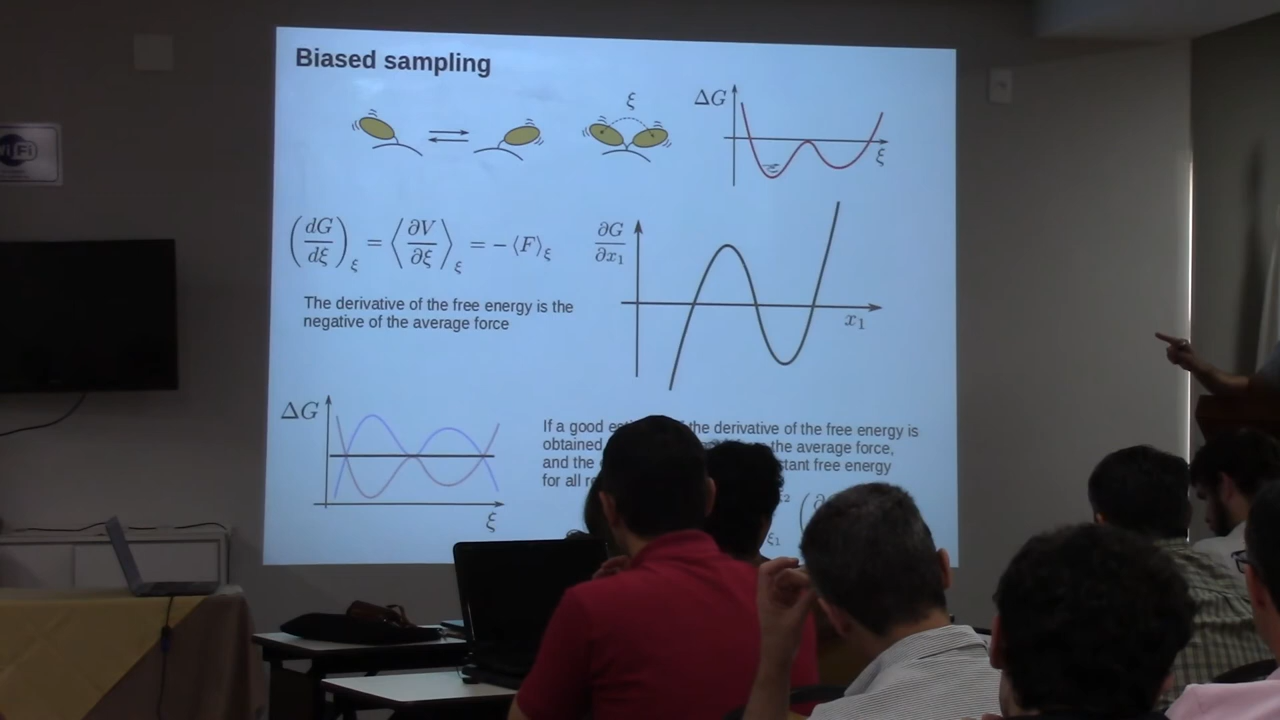 Biased sampling
ξ
ΔG
ξ
(dG/dξ)_ξ = ⟨∂V/∂ξ⟩_ξ = − ⟨F⟩_ξ
∂G/∂x₁
x₁
The derivative of the free energy is the
negative of the average force
ΔG
ξ
If a good the derivative of the free energy is
obtained the average force,
and the free energy
for all
ξ₁
Fi